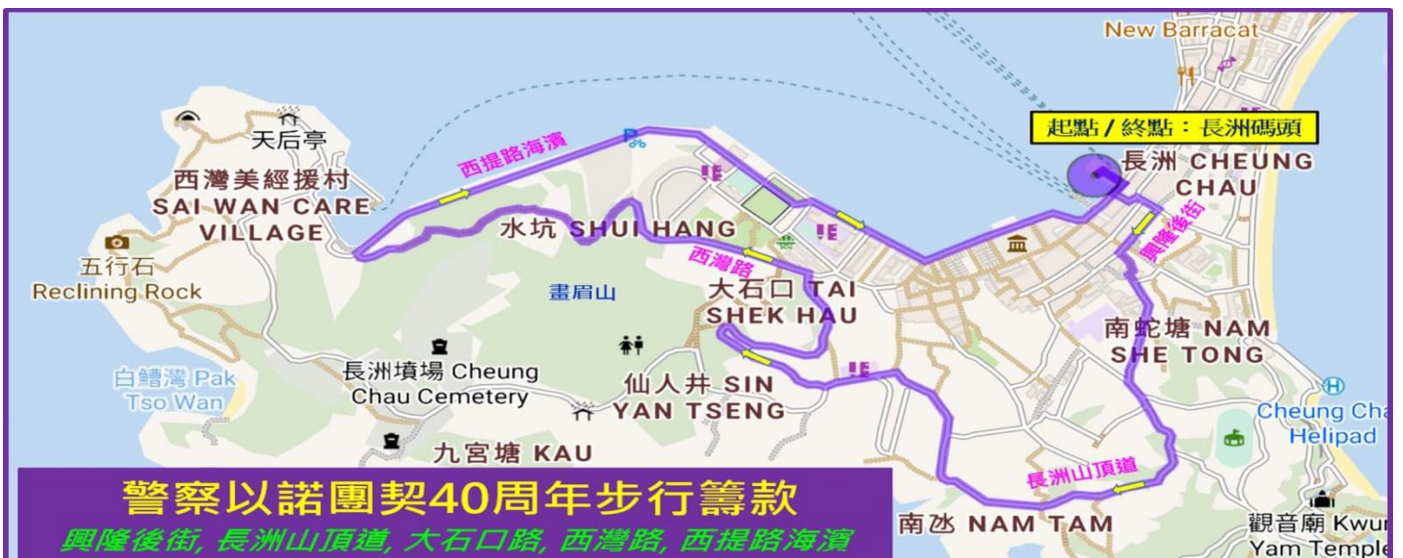 New Barracat
起點 / 終點：長洲碼頭
長洲 CHEUNG
CHAU
天后亭
西堤路海濱
西灣美經援村
SAI WAN CARE
VILLAGE
水坑 SHUI HANG
興隆後街
五行石
Reclining Rock
西灣路
畫眉山
大石口 TAI
SHEK HAU
南蛇塘 NAM
SHE TONG
白鰽灣 Pak
Tso Wan
長洲墳場 Cheung
Chau Cemetery
仙人井 SIN
YAN TSENG
H
Cheung Cha
Helipad
九宮塘 KAU
長洲山頂道
南氹 NAM TAM
觀音廟 Kwun
Yam Temple
警察以諾團契40周年步行籌款
興隆後街, 長洲山頂道, 大石口路, 西灣路, 西提路海濱